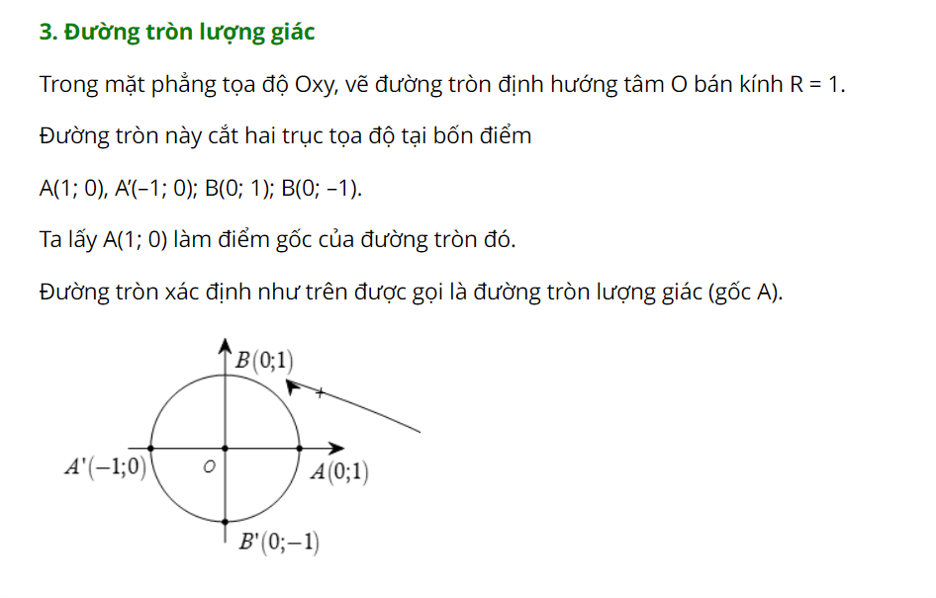 3. Đường tròn lượng giác
Trong mặt phẳng tọa độ Oxy, vẽ đường tròn định hướng tâm O bán kính R = 1.
Đường tròn này cắt hai trục tọa độ tại bốn điểm
A(1; 0), A'(–1; 0); B(0; 1); B(0; –1).
Ta lấy A(1; 0) làm điểm gốc của đường tròn đó.
Đường tròn xác định như trên được gọi là đường tròn lượng giác (gốc A).
B(0;1)
+
A'(−1;0)
O
A(0;1)
B'(0;−1)